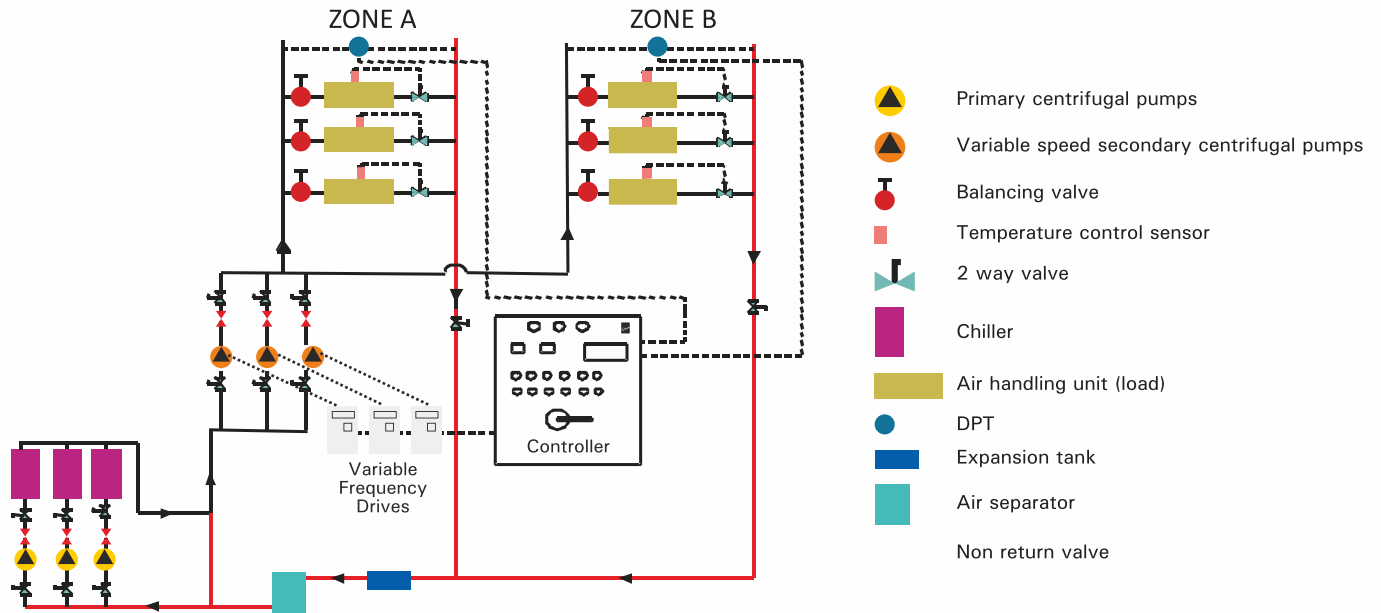 ZONE A
ZONE B
Primary centrifugal pumps
Variable speed secondary centrifugal pumps
Balancing valve
Temperature control sensor
2 way valve
Chiller
Air handling unit (load)
DPT
Expansion tank
Air separator
Non return valve
Controller
Variable
Frequency
Drives